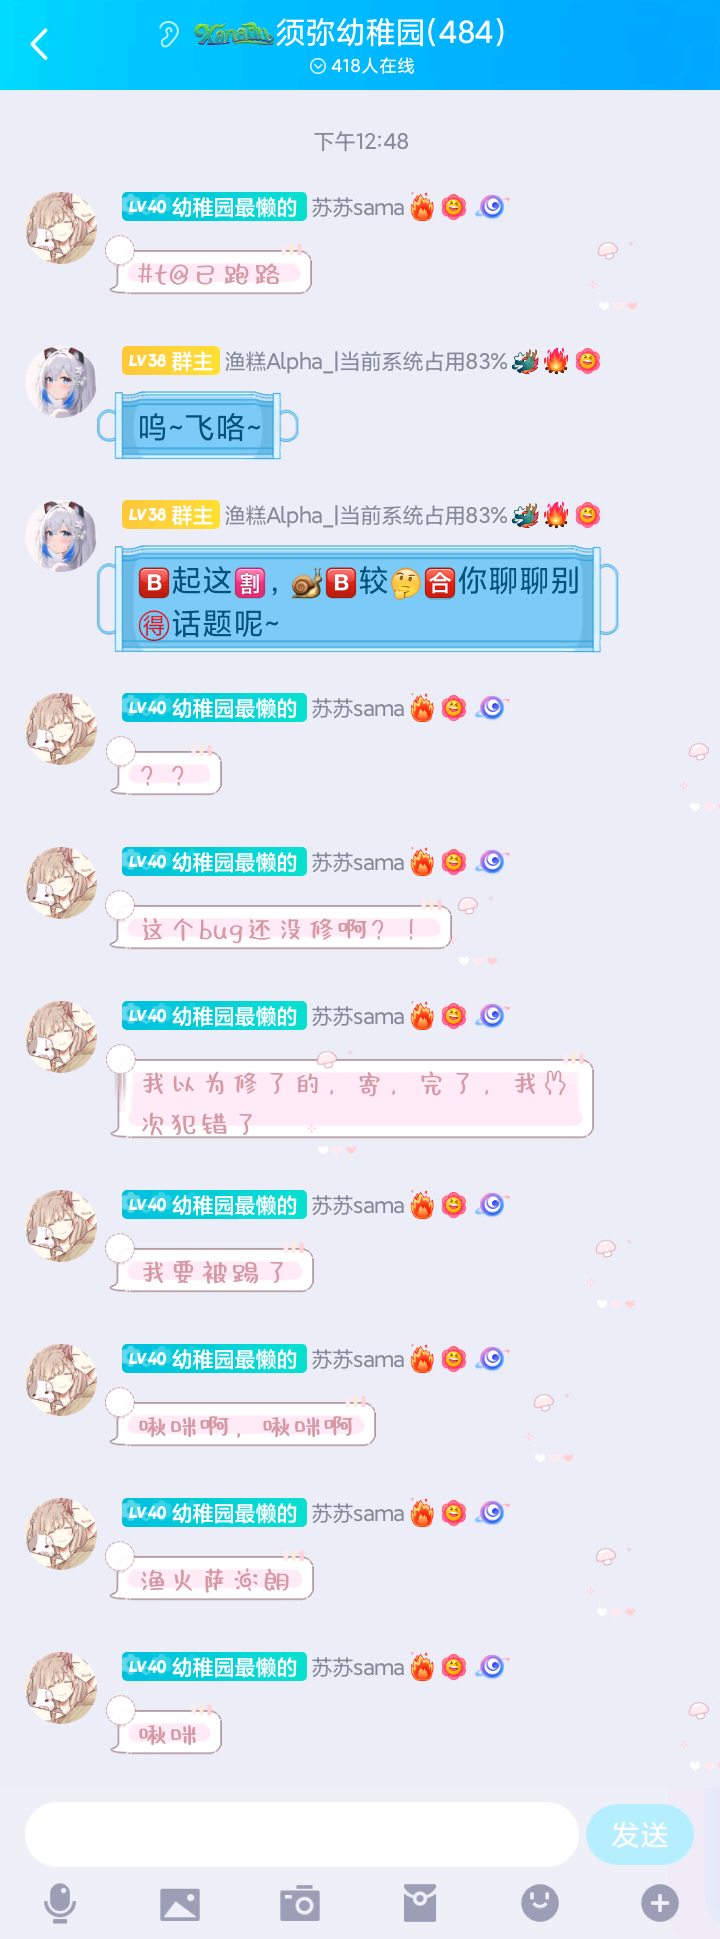 Xanadu须弥幼稚园(484)
418人在线
下午12:48
LV40 幼稚园最懒的 苏苏sama
#t@已跑路
LV38 群主 渔糕Alpha_|当前系统占用83%
呜~飞咯~
LV38 群主 渔糕Alpha_|当前系统占用83%
🅱起这🈹,🐌🅱较🤔🈴你聊聊别
🉐话题呢~
LV40 幼稚园最懒的 苏苏sama
？？
LV40 幼稚园最懒的 苏苏sama
这个bug还没修啊？！
LV40 幼稚园最懒的 苏苏sama
我以为修了的，寄，完了，我
次犯错了
LV40 幼稚园最懒的 苏苏sama
我要被踢了
LV40 幼稚园最懒的 苏苏sama
啾咪啊，啾咪啊
LV40 幼稚园最懒的 苏苏sama
渔火萨 朗
LV40 幼稚园最懒的 苏苏sama
啾咪
发送